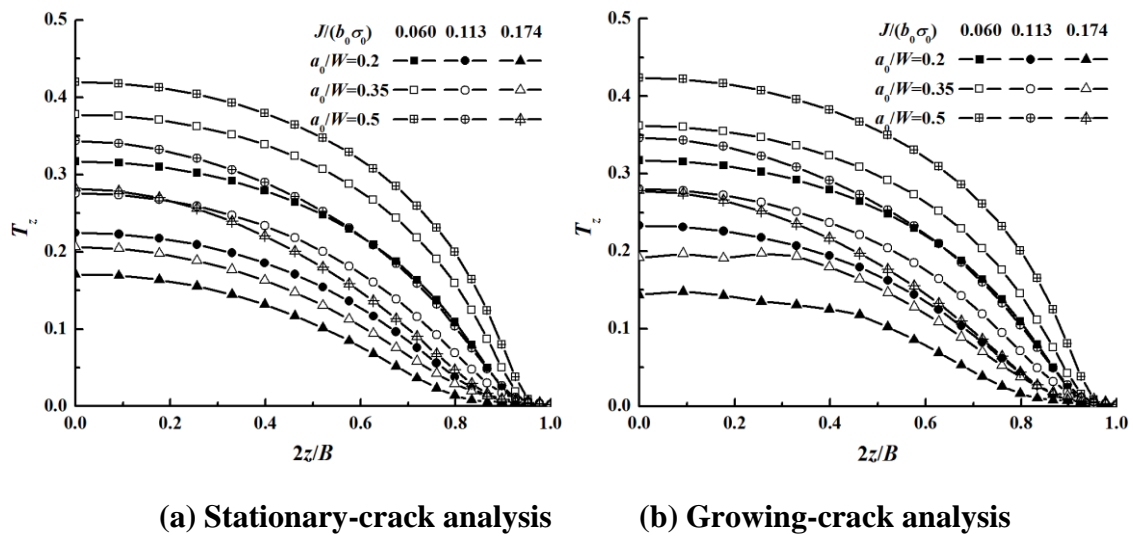 J/(b₀σ₀) 0.060 0.113 0.174
a₀/W=0.2
a₀/W=0.35
a₀/W=0.5
0.5
0.4
0.3
0.2
0.1
0.0
T_z
0.0 0.2 0.4 0.6 0.8 1.0
2z/B
J/(b₀σ₀) 0.060 0.113 0.174
a₀/W=0.2
a₀/W=0.35
a₀/W=0.5
0.5
0.4
0.3
0.2
0.1
0.0
T_z
0.0 0.2 0.4 0.6 0.8 1.0
2z/B
(a) Stationary-crack analysis
(b) Growing-crack analysis